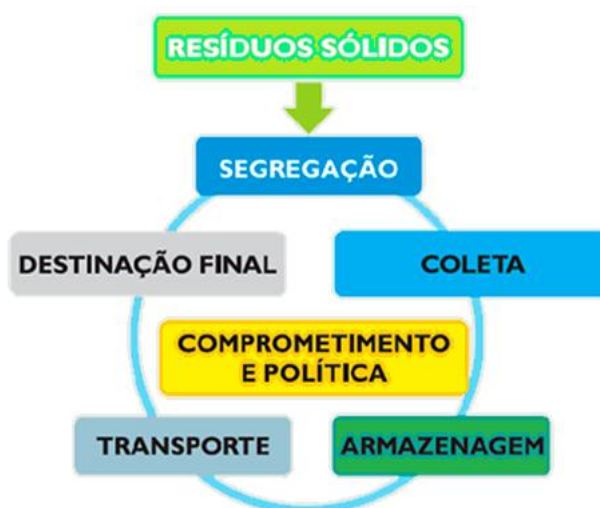 RESÍDUOS SÓLIDOS
SEGREGAÇÃO
DESTINAÇÃO FINAL
COLETA
COMPROMETIMENTO
E POLÍTICA
TRANSPORTE
ARMAZENAGEM